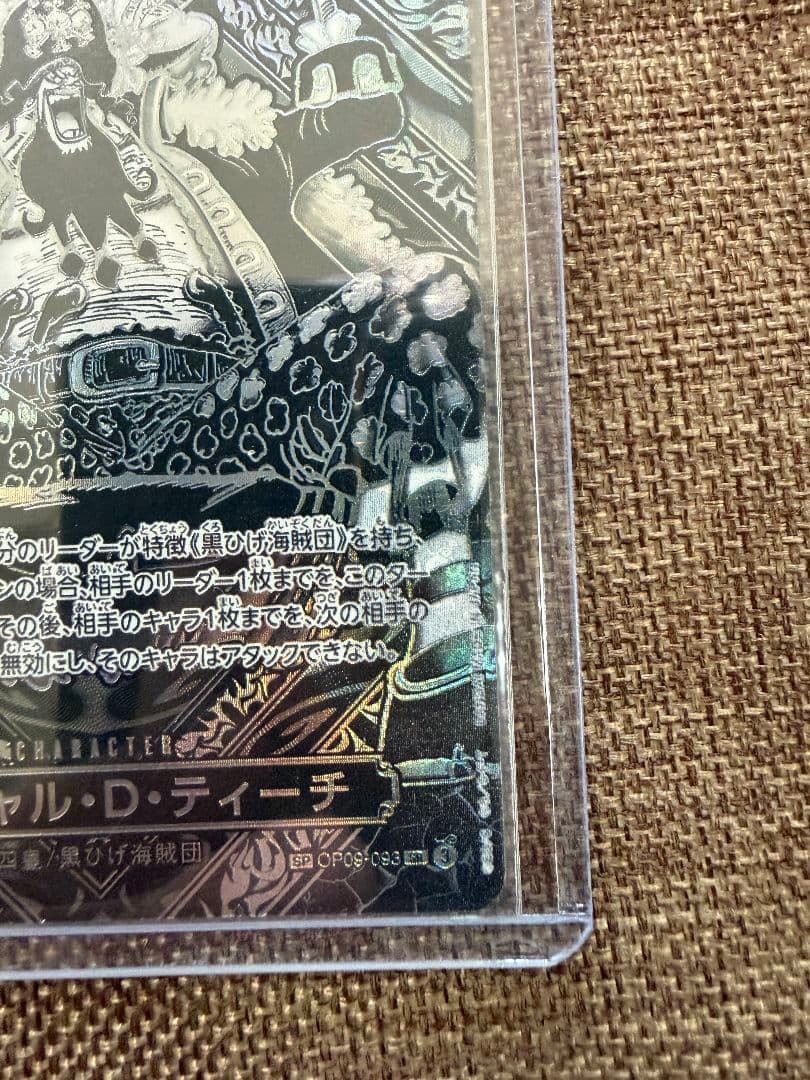 分のリーダーが特徴《黒ひげ海賊団》を持ち、
ンの場合、相手のリーダー1枚までを、このター
その後、相手のキャラ1枚までを、次の相手の
無効にし、そのキャラはアタックできない。
CHARACTER
ャル・D・ティーチ
四皇/黒ひげ海賊団
SP OP09-093 3